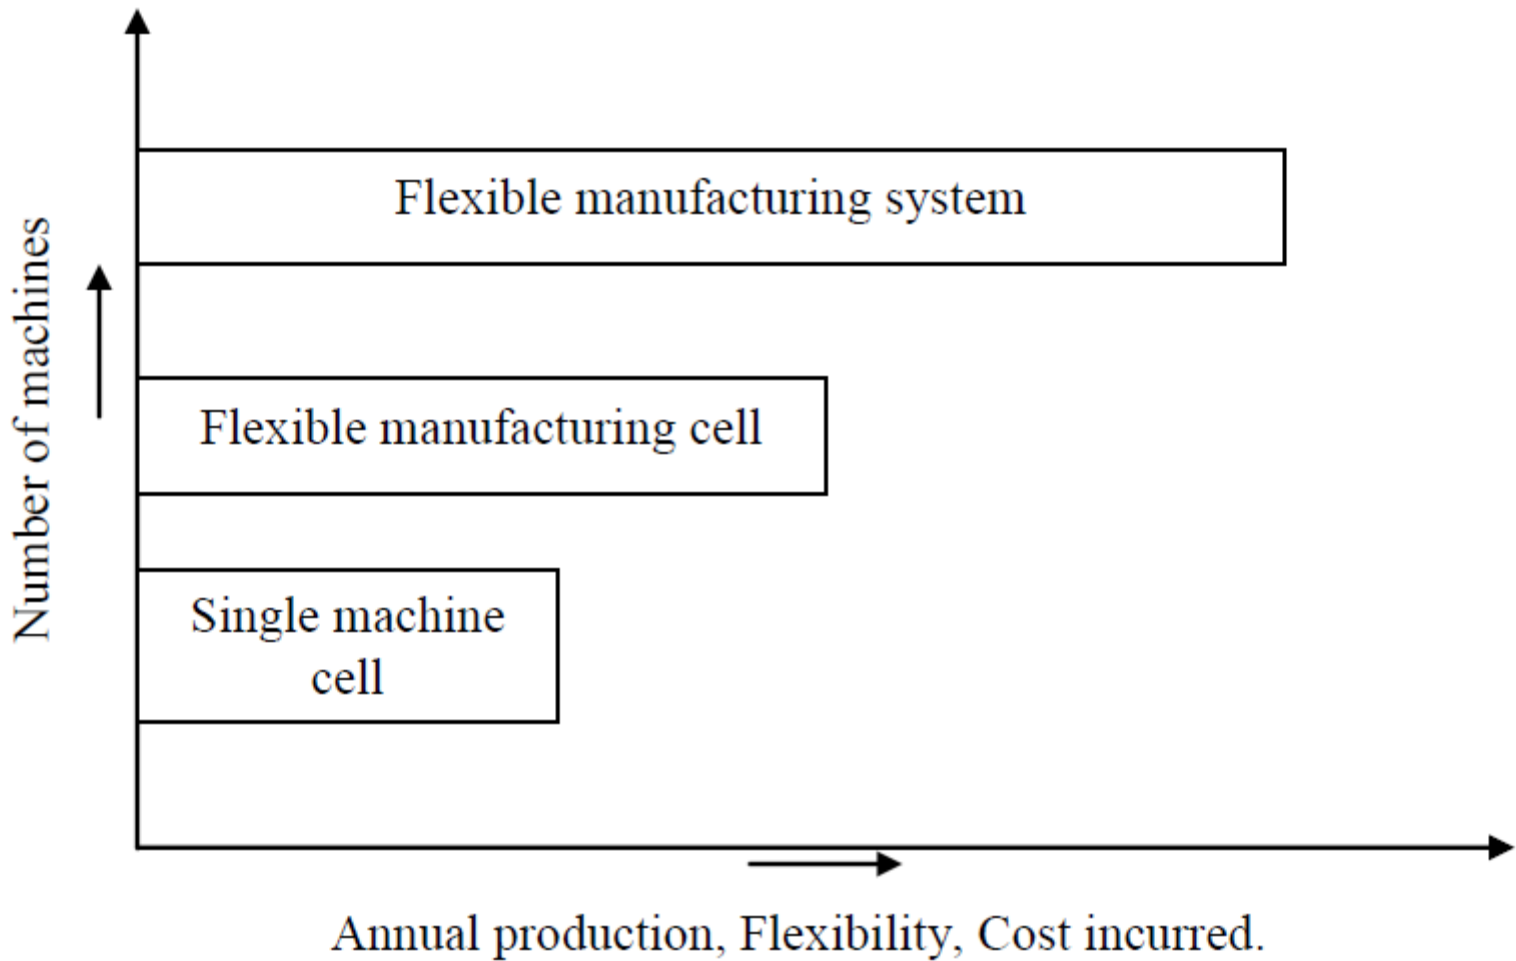 Flexible manufacturing system
Number of machines
Flexible manufacturing cell
Single machine
cell
Annual production, Flexibility, Cost incurred.